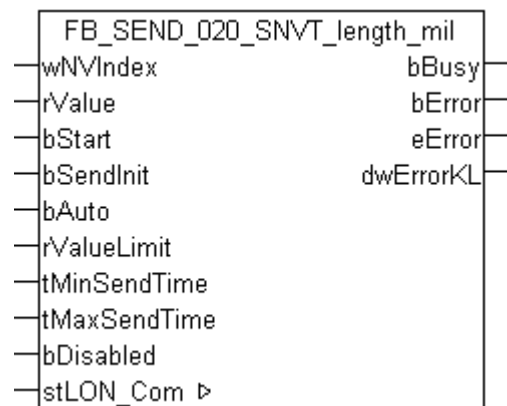 FB_SEND_020_SNVT_length_mil
wNVIndex bBusy
rValue bError
bStart eError
bSendInit dwErrorKL
bAuto
rValueLimit
tMinSendTime
tMaxSendTime
bDisabled
stLON_Com ▷